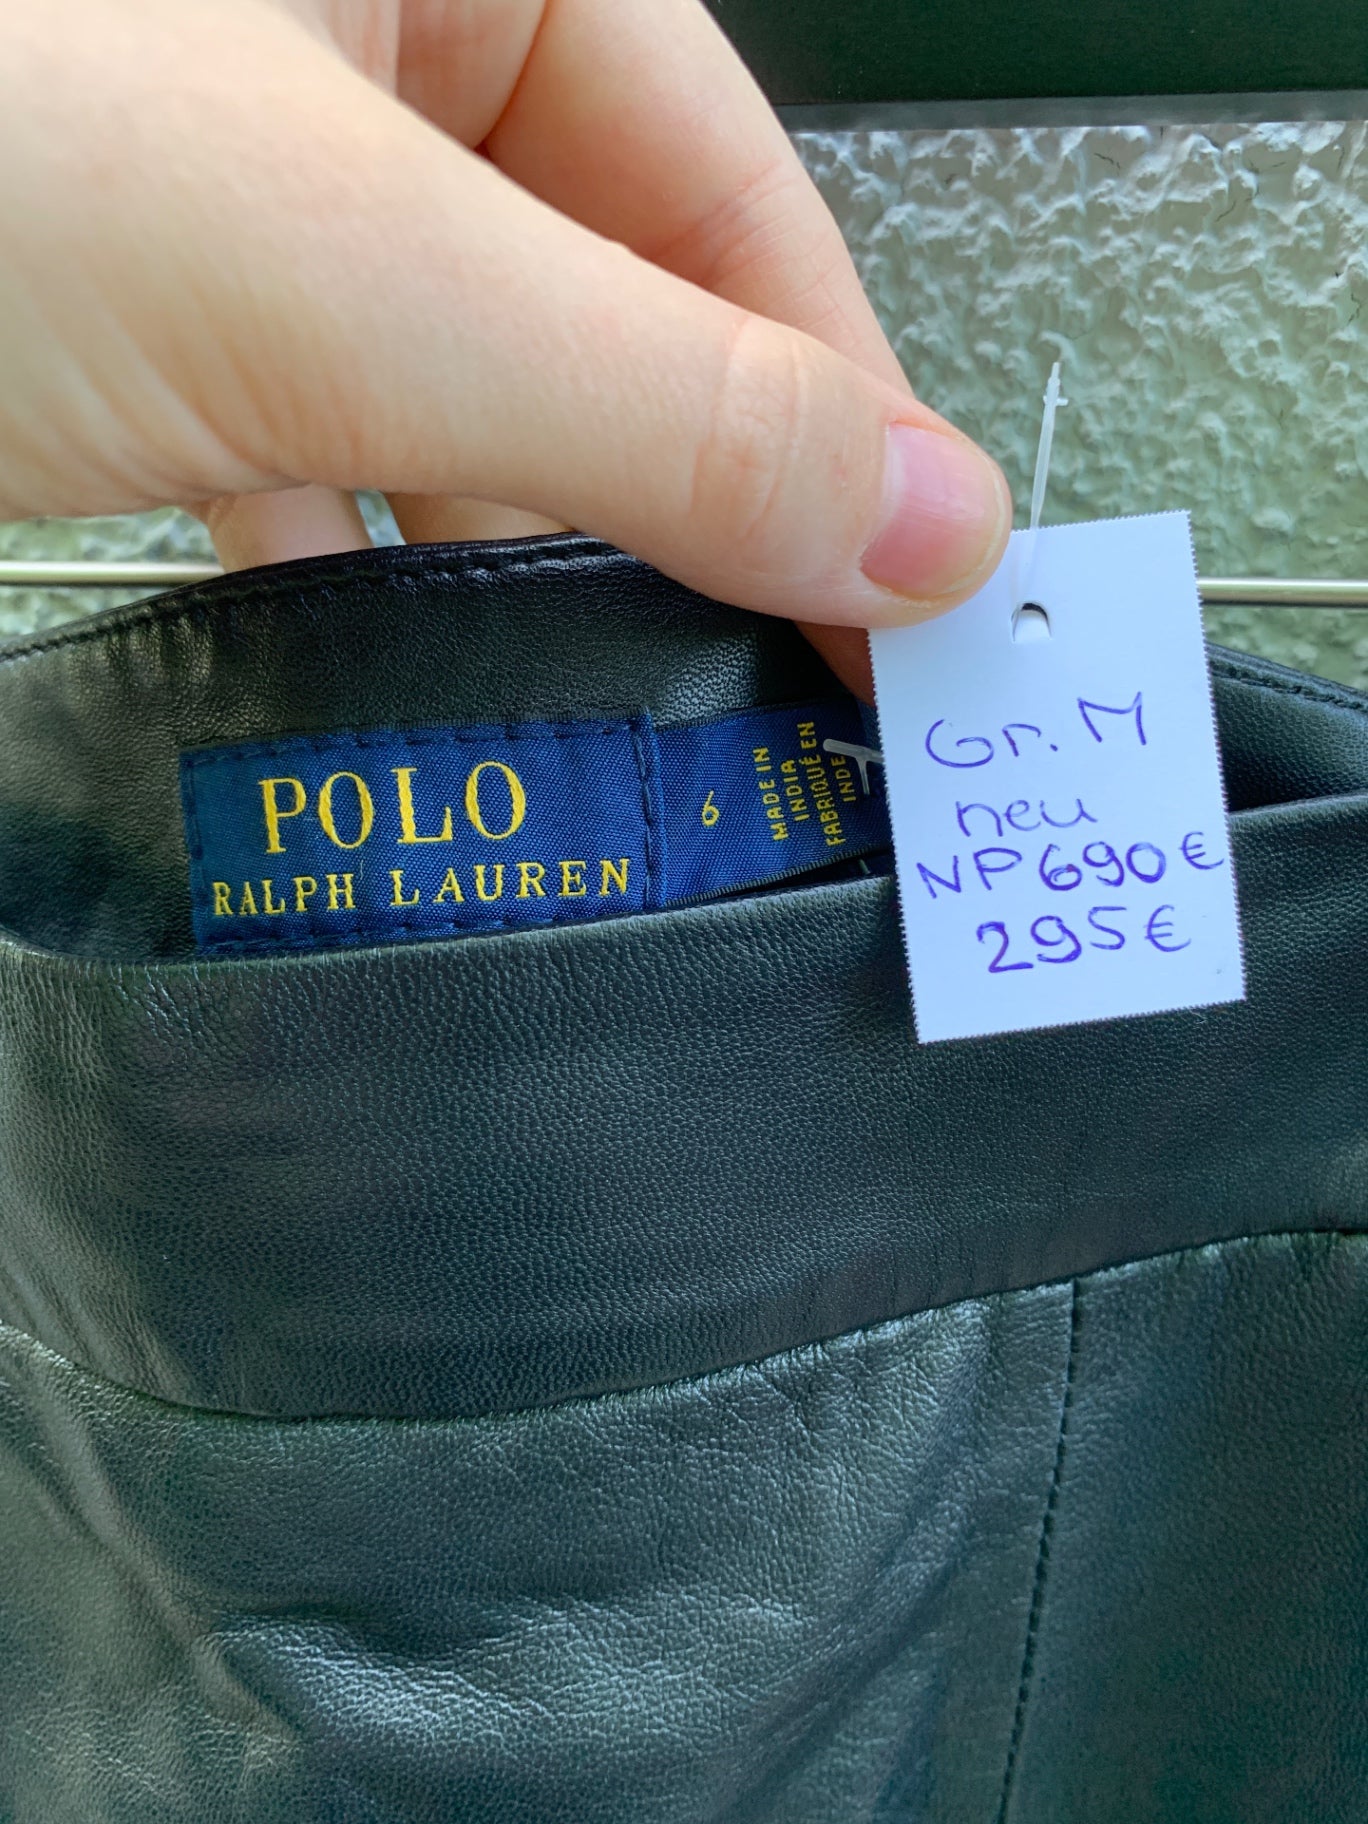 POLO
RALPH LAUREN
6
MADE IN
INDIA
FABRIQUÉ EN
INDE
Gr. M
neu
NP 690 €
295 €